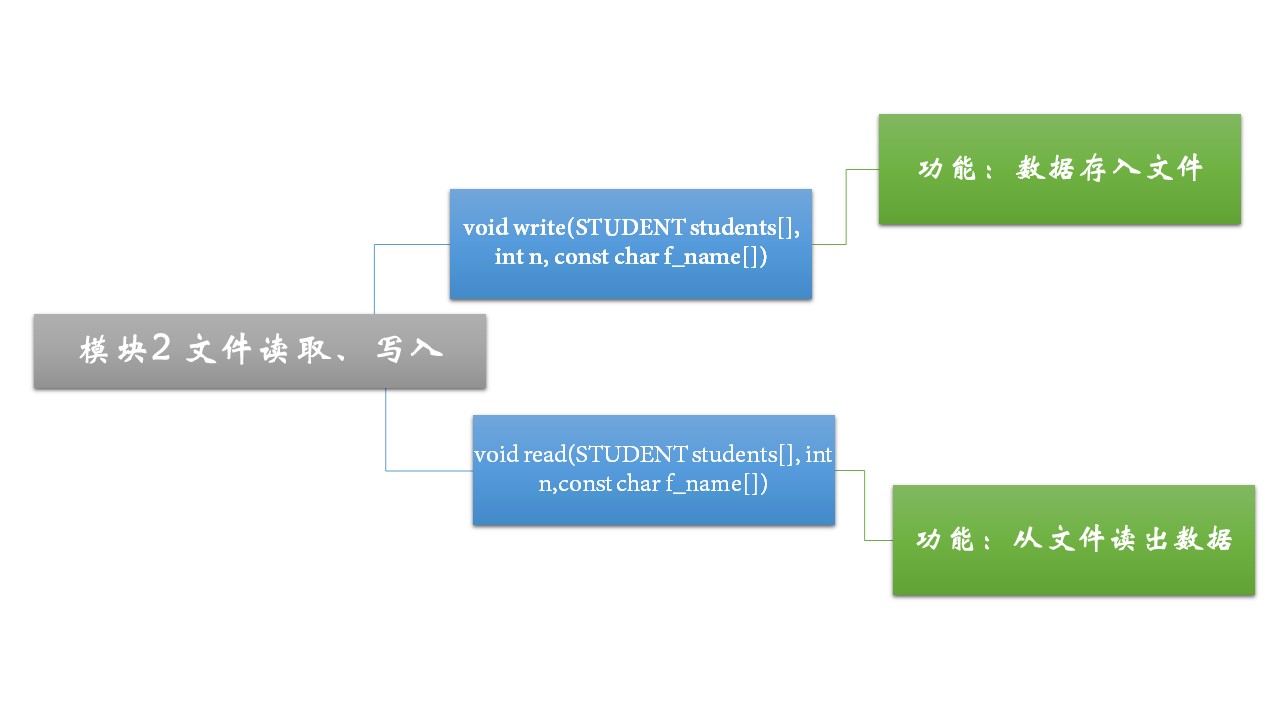 模块2 文件读取、写入
void write(STUDENT students[],
int n, const char f_name[])
功能：数据存入文件
void read(STUDENT students[], int
n,const char f_name[])
功能：从文件读出数据